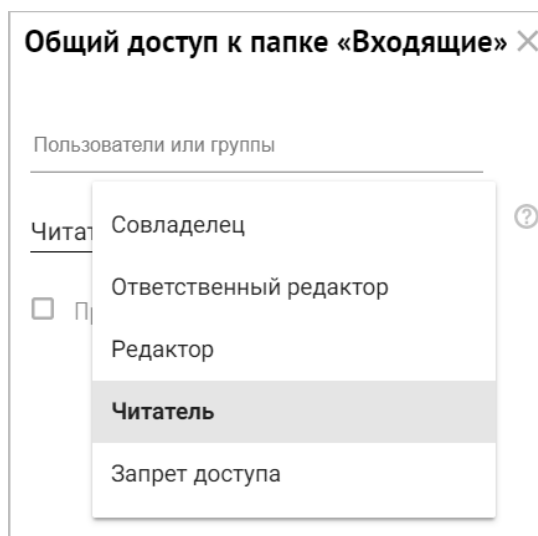 Общий доступ к папке «Входящие»
Пользователи или группы
Совладелец
Ответственный редактор
Редактор
Читатель
Запрет доступа